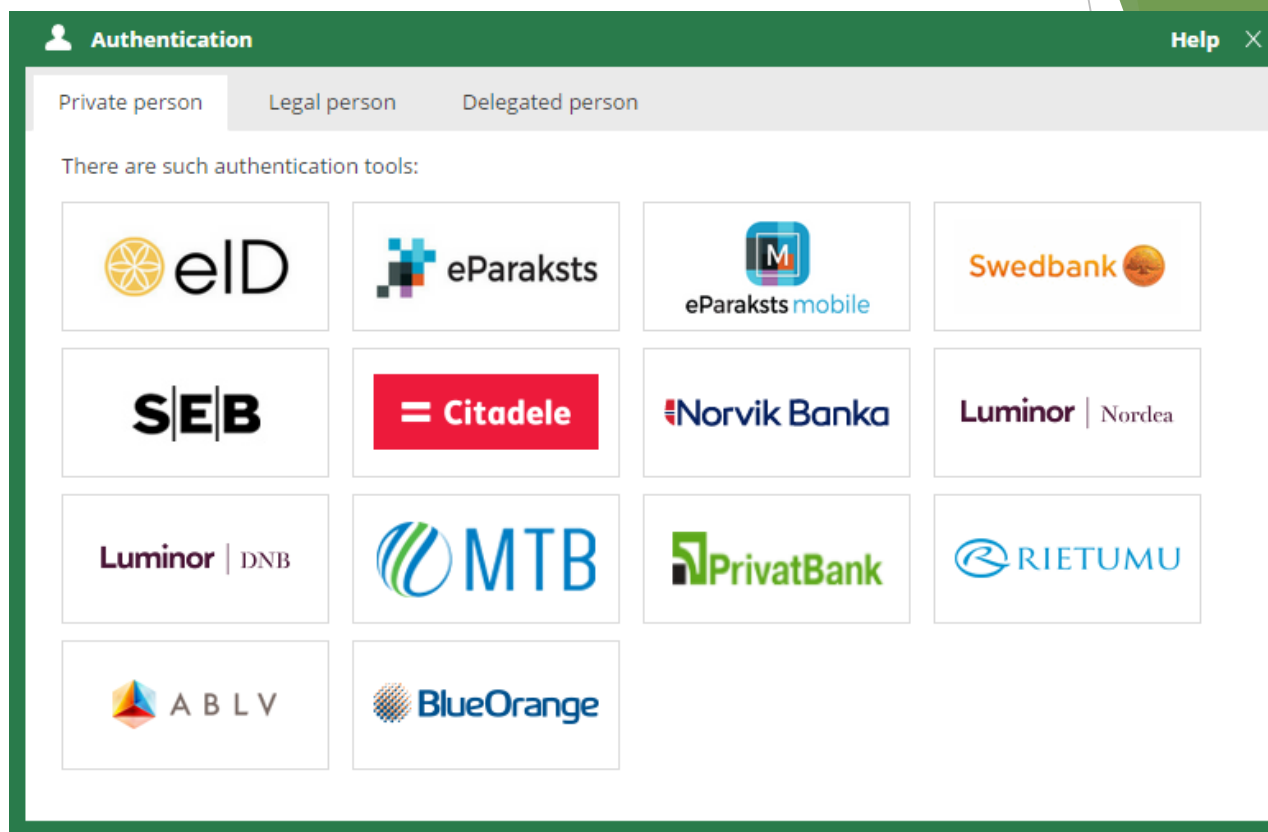 Authentication
Help
Private person
Legal person
Delegated person
There are such authentication tools:
eID
eParaksts
M
eParaksts mobile
Swedbank
S|E|B
Citadele
Norvik Banka
Luminor | Nordea
Luminor | DNB
MTB
PrivatBank
RIETUMU
ABLV
BlueOrange